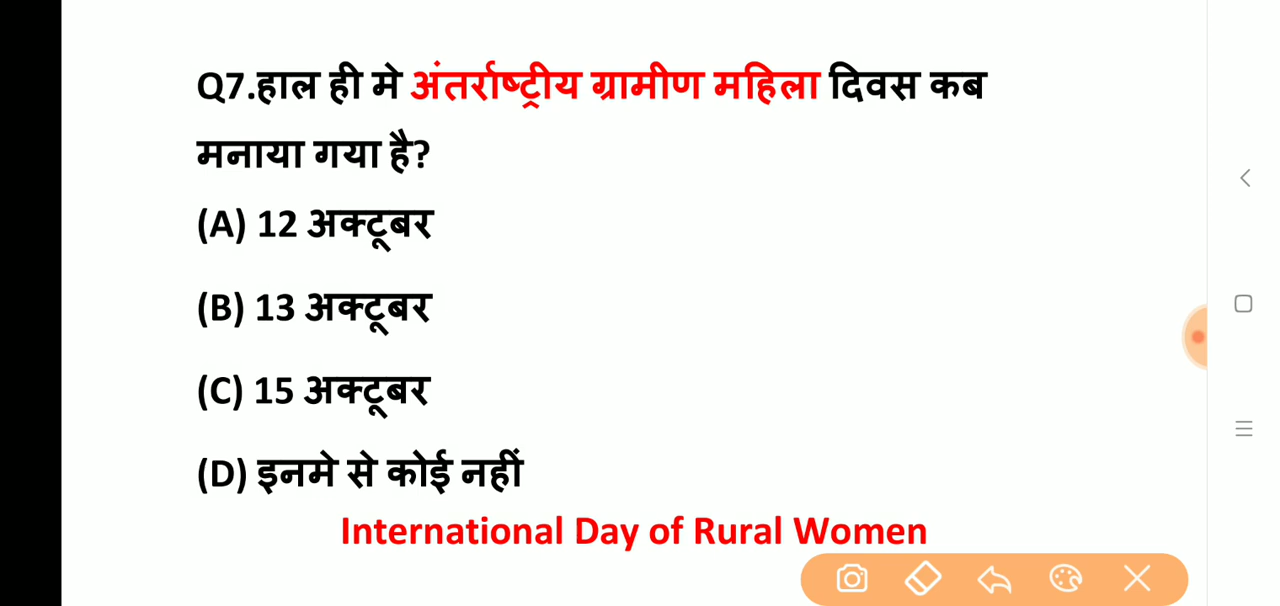 Q7.हाल ही मे अंतर्राष्ट्रीय ग्रामीण महिला दिवस कब
मनाया गया है?
(A) 12 अक्टूबर
(B) 13 अक्टूबर
(C) 15 अक्टूबर
(D) इनमे से कोई नहीं
International Day of Rural Women